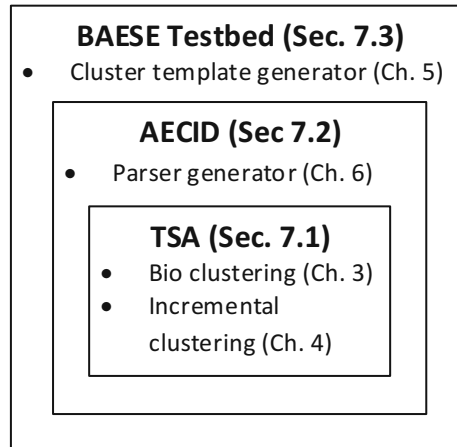 BAESE Testbed (Sec. 7.3)
• Cluster template generator (Ch. 5)
AECID (Sec 7.2)
• Parser generator (Ch. 6)
TSA (Sec. 7.1)
• Bio clustering (Ch. 3)
• Incremental
clustering (Ch. 4)